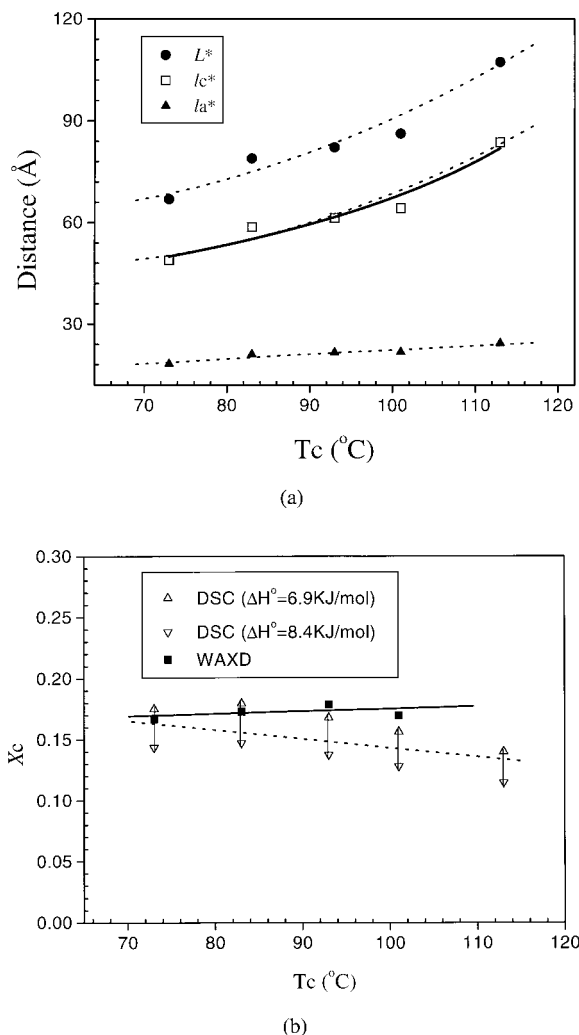 120
90
60
30
Distance (Å)
L*
lc*
la*
70 80 90 100 110 120
Tc (°C)
(a)
0.30
0.25
0.20
0.15
0.10
0.05
0.00
Xc
DSC (ΔH°=6.9KJ/mol)
DSC (ΔH°=8.4KJ/mol)
WAXD
70 80 90 100 110 120
Tc (°C)
(b)